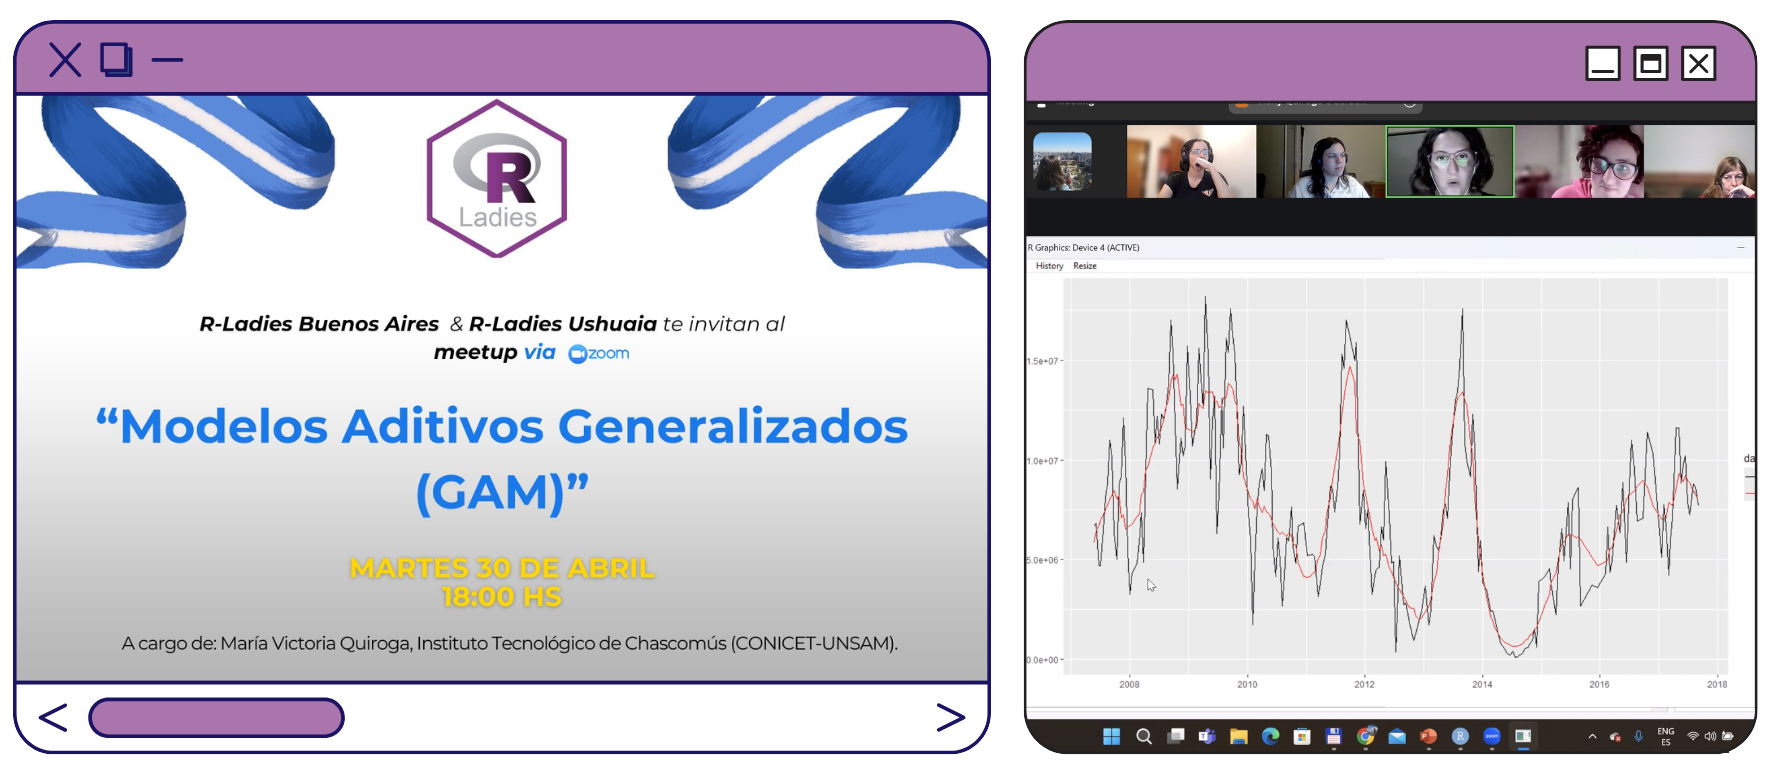 R
Ladies
R-Ladies Buenos Aires & R-Ladies Ushuaia te invitan al
meetup via zoom
“Modelos Aditivos Generalizados
(GAM)”
MARTES 30 DE ABRIL
18:00 HS
A cargo de: María Victoria Quiroga, Instituto Tecnológico de Chascomús (CONICET-UNSAM).
R Graphics: Device 4 (ACTIVE)
History Resize
1.5e+07
1.0e+07
5.0e+06
0.0e+00
2008 2010 2012 2014 2016 2018
da
ENG
ES